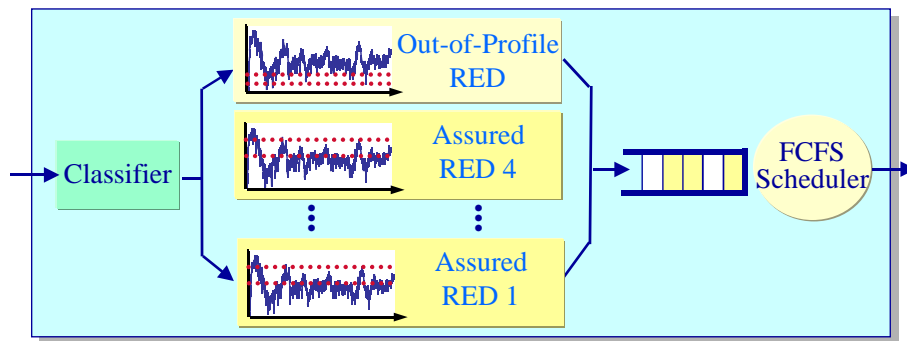 Out-of-Profile
RED
Assured
RED 4
Classifier
FCFS
Scheduler
Assured
RED 1